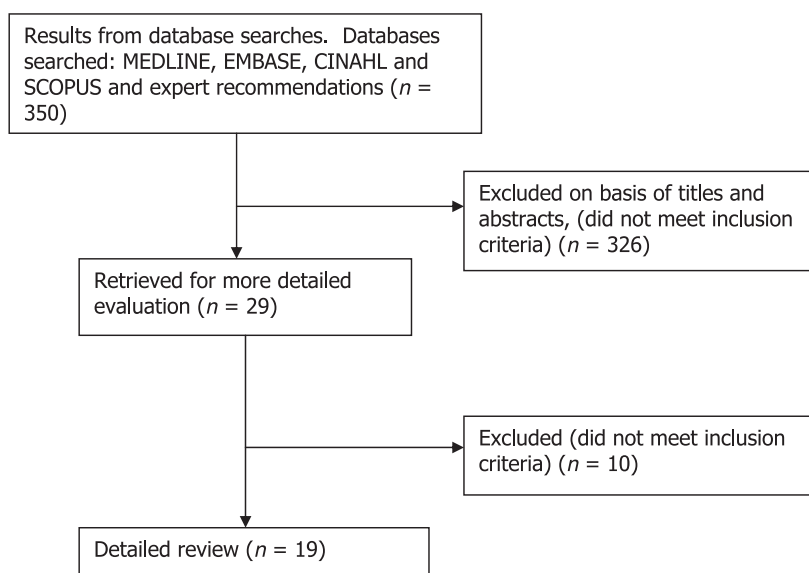 Results from database searches.  Databases
searched: MEDLINE, EMBASE, CINAHL and
SCOPUS and expert recommendations (n =
350)
Excluded on basis of titles and
abstracts, (did not meet inclusion
criteria) (n = 326)
Retrieved for more detailed
evaluation (n = 29)
Excluded (did not meet inclusion
criteria) (n = 10)
Detailed review (n = 19)